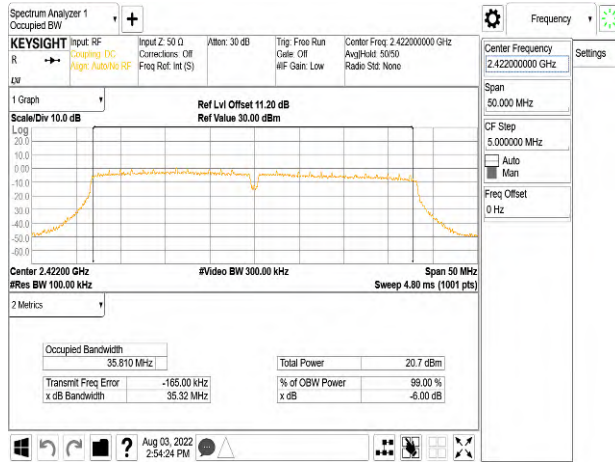 Spectrum Analyzer 1
Occupied BW
Frequency
KEYSIGHT
Input: RF
Input Z: 50 Ω
Atten: 30 dB
Trig: Free Run
Center Freq: 2.422000000 GHz
R
Coupling: DC
Corrections: Off
Gate: Off
Avg|Hold: 50/50
Align: Auto/No RF
Freq Ref: Int (S)
#IF Gain: Low
Radio Std: None
LXI
Center Frequency
2.422000000 GHz
Settings
Span
50.000 MHz
CF Step
5.000000 MHz
Auto
Man
Freq Offset
0 Hz
1 Graph
Ref Lvl Offset 11.20 dB
Scale/Div 10.0 dB
Ref Value 30.00 dBm
Log
20.0
10.0
0.00
-10.0
-20.0
-30.0
-40.0
-50.0
-60.0
Center 2.42200 GHz
#Video BW 300.00 kHz
Span 50 MHz
#Res BW 100.00 kHz
Sweep 4.80 ms (1001 pts)
2 Metrics
Occupied Bandwidth
35.810 MHz
Total Power
20.7 dBm
Transmit Freq Error
-165.00 kHz
% of OBW Power
99.00 %
x dB Bandwidth
35.32 MHz
x dB
-6.00 dB
Aug 03, 2022
2:54:24 PM